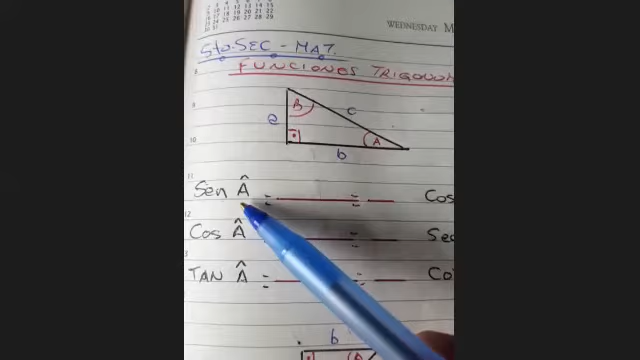 WEDNESDAY
5to. SEC - MAT.
FUNCIONES TRIGONOM
B
a
c
A
b
Sen Â = =
Cos
Cos Â = =
Sec
TAN Â = =
Co
b